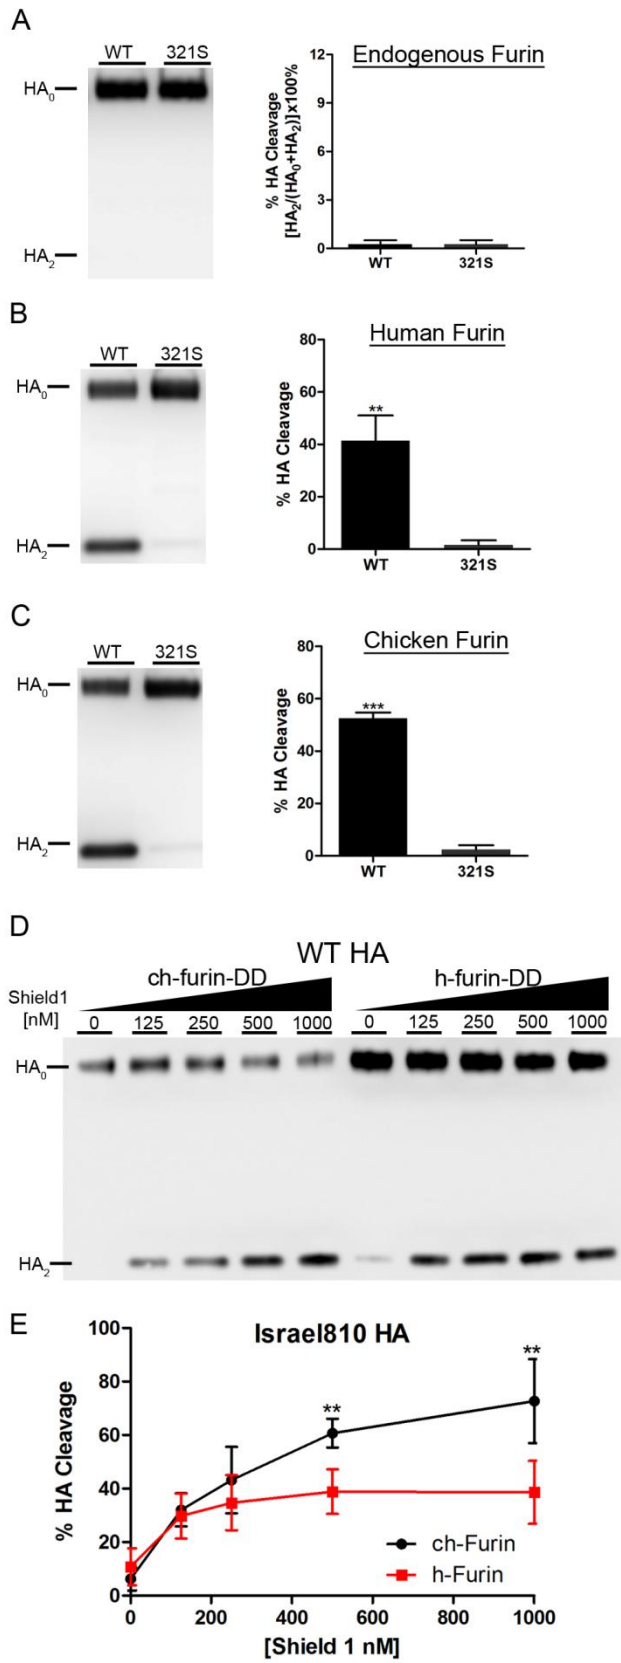 A
WT 321S
HA₀
HA₂
Endogenous Furin
% HA Cleavage
[HA₂/(HA₀+HA₂)]x100%
12
9
6
3
0
WT 321S
B
WT 321S
HA₀
HA₂
Human Furin
% HA Cleavage
80
60
40
20
0
**
WT 321S
C
WT 321S
HA₀
HA₂
Chicken Furin
% HA Cleavage
80
60
40
20
0
***
WT 321S
D
WT HA
ch-furin-DD h-furin-DD
Shield1
[nM]
0 125 250 500 1000 0 125 250 500 1000
HA₀
HA₂
E
Israel810 HA
% HA Cleavage
100
80
60
40
20
0
** **
ch-Furin
h-Furin
0 200 400 600 800 1000
[Shield 1 nM]